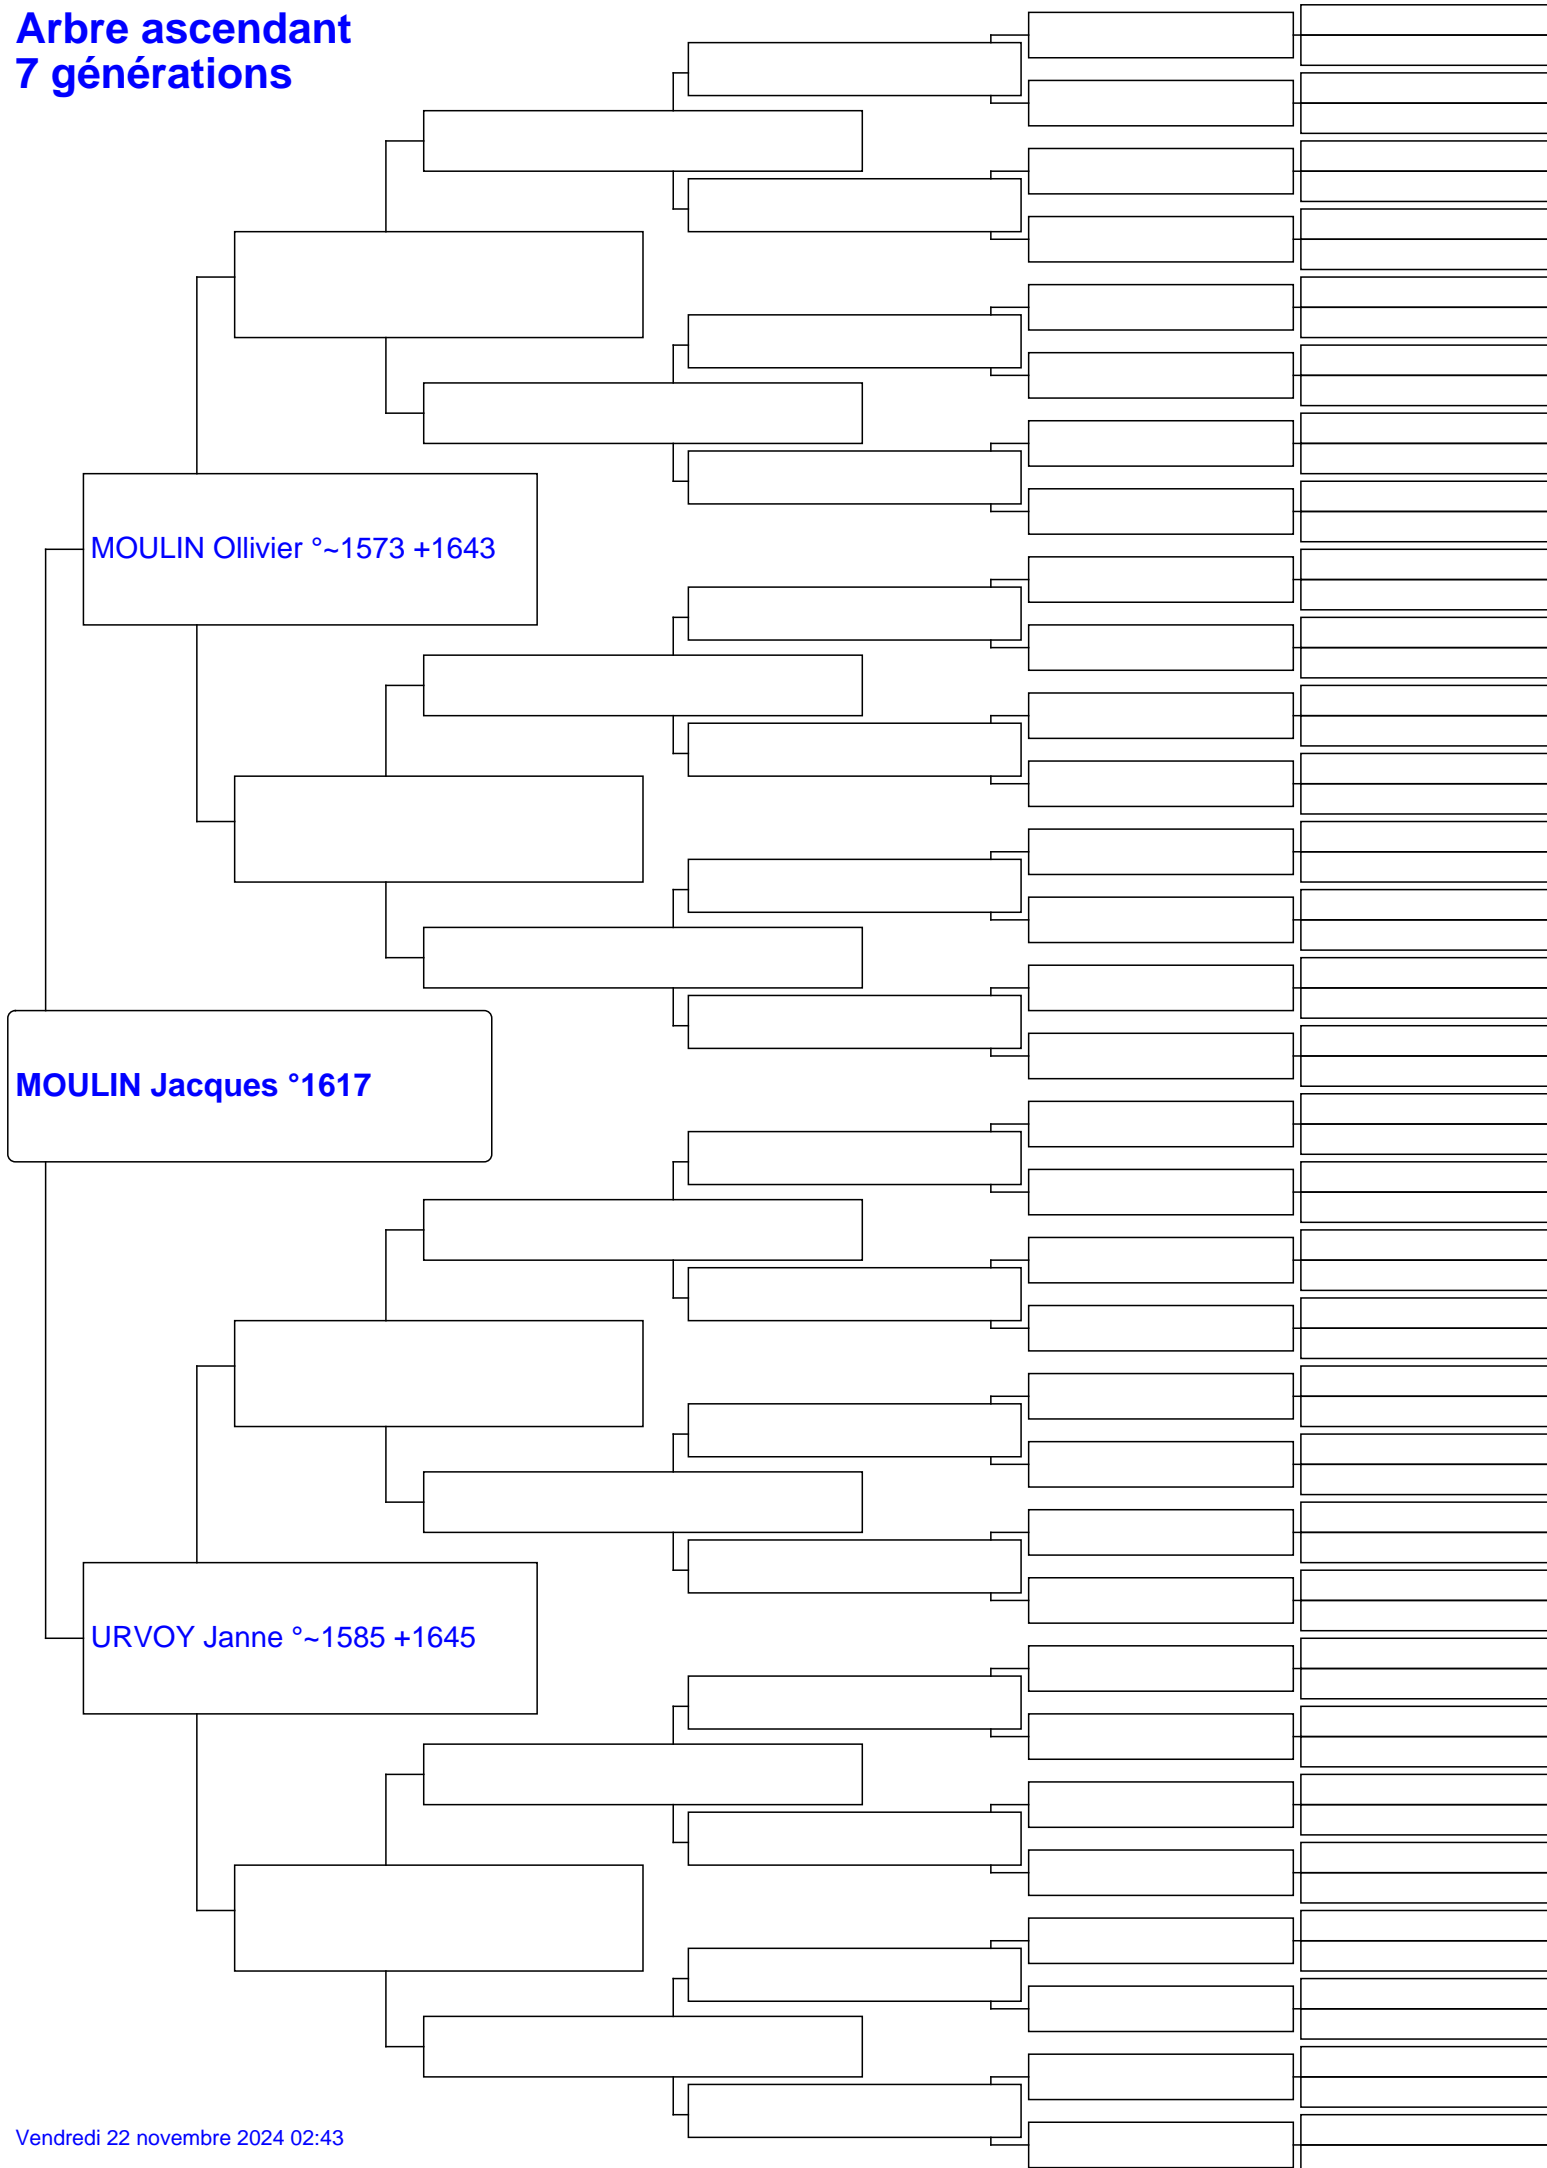 Arbre ascendant
7 générations
MOULIN Ollivier °~1573 +1643
MOULIN Jacques °1617
URVOY Janne °~1585 +1645
Vendredi 22 novembre 2024 02:43